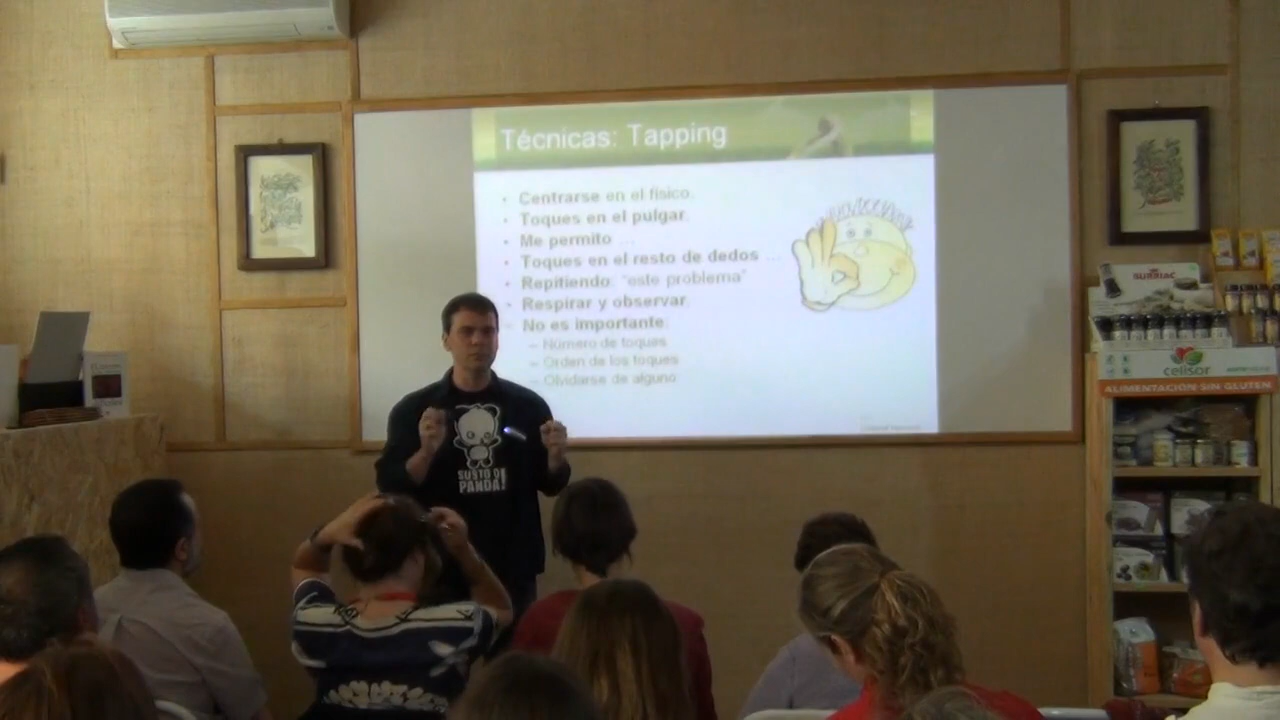 Técnicas: Tapping
• Centrarse en el físico.
• Toques en el pulgar.
• Me permito ...
• Toques en el resto de dedos ...
• Repitiendo: “este problema”
• Respirar y observar.
– No es importante:
– Número de toques
– Orden de los toques
– Olvidarse de alguno
SUSTO DE
PANDA!
BURRIAC
celisor
ALIMENTACIÓN SIN GLUTEN